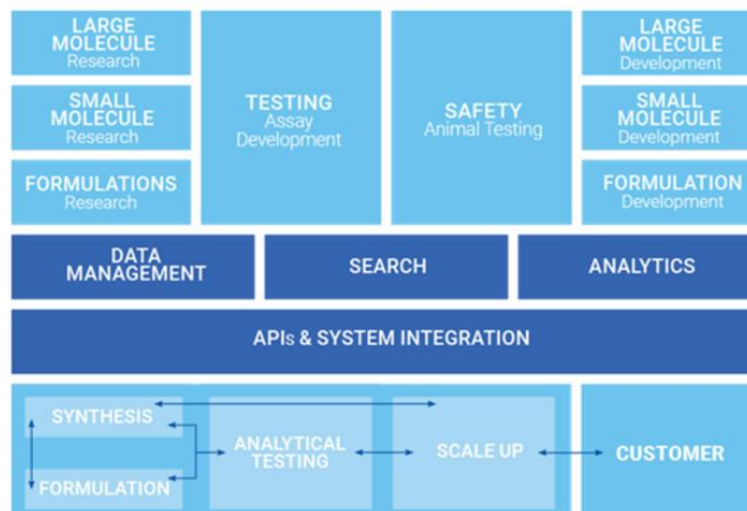 LARGE
MOLECULE
Research
SMALL
MOLECULE
Research
FORMULATIONS
Research
TESTING
Assay
Development
SAFETY
Animal Testing
LARGE
MOLECULE
Development
SMALL
MOLECULE
Development
FORMULATION
Development
DATA
MANAGEMENT
SEARCH
ANALYTICS
APIs & SYSTEM INTEGRATION
SYNTHESIS
FORMULATION
ANALYTICAL
TESTING
SCALE UP
CUSTOMER